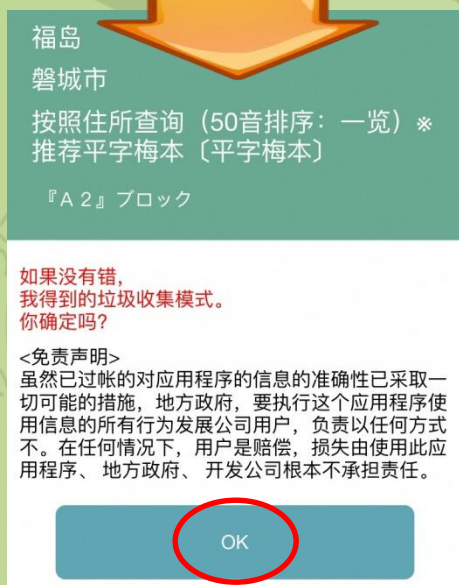 福岛
磐城市
按照住所查询（50音排序：一览）※
推荐平字梅本〔平字梅本〕
『A２』ブロック
如果没有错，
我得到的垃圾收集模式。
你确定吗?
<免责声明>
虽然已过帐的对应用程序的信息的准确性已采取一
切可能的措施，地方政府，要执行这个应用程序使
用信息的所有行为发展公司用户，负责以任何方式
不。在任何情况下，用户是赔偿，损失由使用此应
用程序、地方政府、开发公司根本不承担责任。
OK